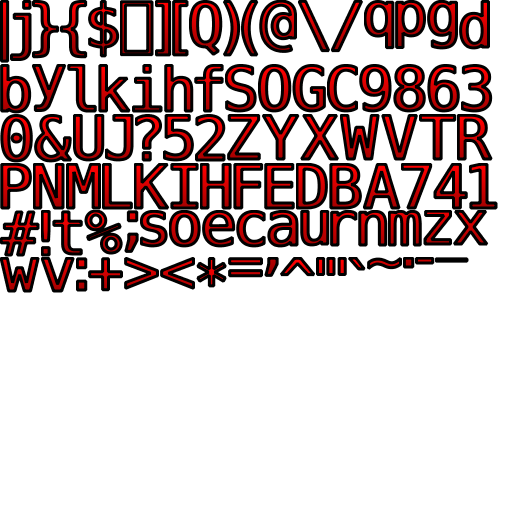 |j}{$▯][Q)(@\/qpgd
bylkihfSOGC9863
0&UJ?52ZYXWVTR
PNMLKIHFEDBA741
#!t%;soecaurnmzx
wv:+><*=,^"'`~.-_